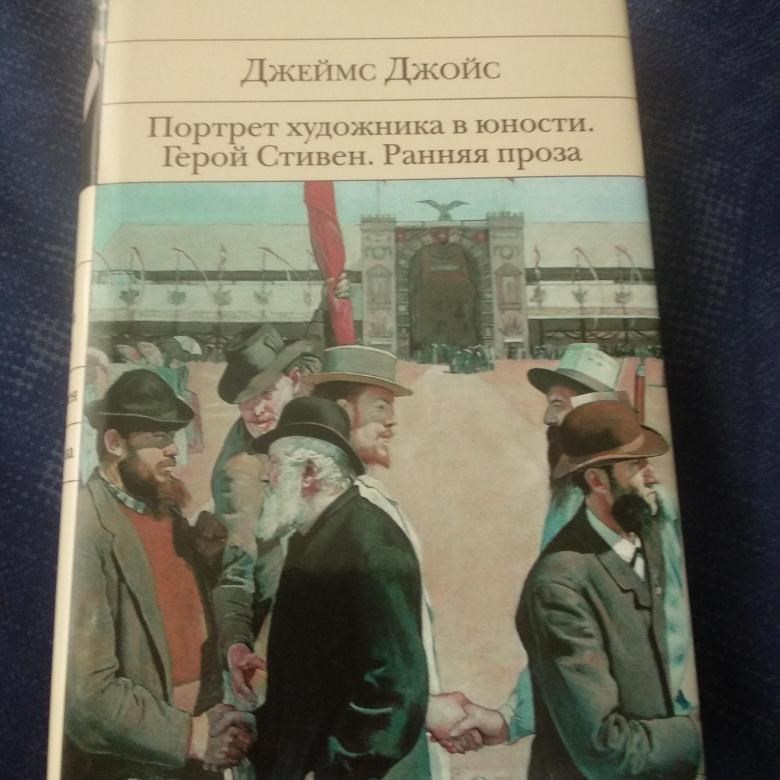 Джеймс Джойс
Портрет художника в юности.
Герой Стивен. Ранняя проза